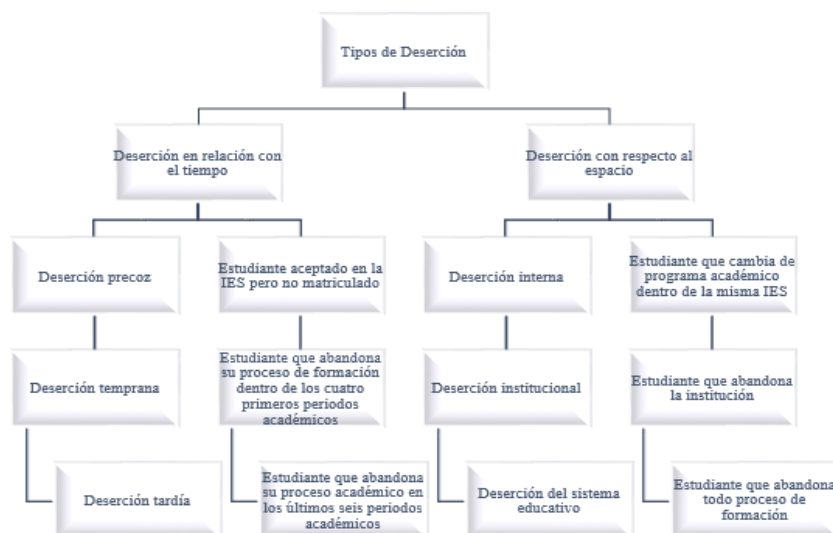 Tipos de Deserción
Deserción en relación con
el tiempo
Deserción con respecto al
espacio
Deserción precoz
Estudiante aceptado en la
IES pero no matriculado
Deserción interna
Estudiante que cambia de
programa académico
dentro de la misma IES
Deserción temprana
Estudiante que abandona
su proceso de formación
dentro de los cuatro
primeros periodos
académicos
Deserción institucional
Estudiante que abandona
la institución
Deserción tardía
Estudiante que abandona
su proceso académico en
los últimos seis periodos
académicos
Deserción del sistema
educativo
Estudiante que abandona
todo proceso de
formación